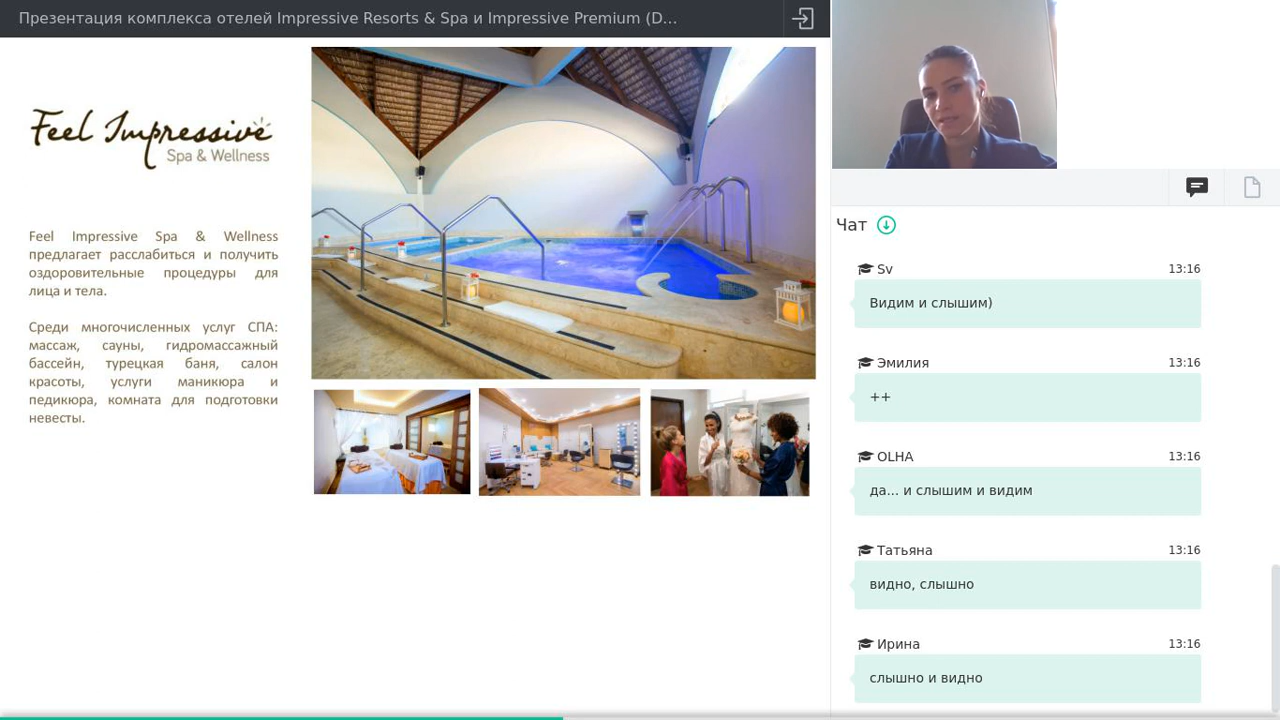 Презентация комплекса отелей Impressive Resorts & Spa и Impressive Premium (D...
Feel Impressive
Spa & Wellness
Feel Impressive Spa & Wellness
предлагает расслабиться и получить
оздоровительные процедуры для
лица и тела.
Среди многочисленных услуг СПА:
массаж, сауны, гидромассажный
бассейн, турецкая баня, салон
красоты, услуги маникюра и
педикюра, комната для подготовки
невесты.
Чат
Sv 13:16
Видим и слышим)
Эмилия 13:16
++
OLHA 13:16
да... и слышим и видим
Татьяна 13:16
видно, слышно
Ирина 13:16
слышно и видно